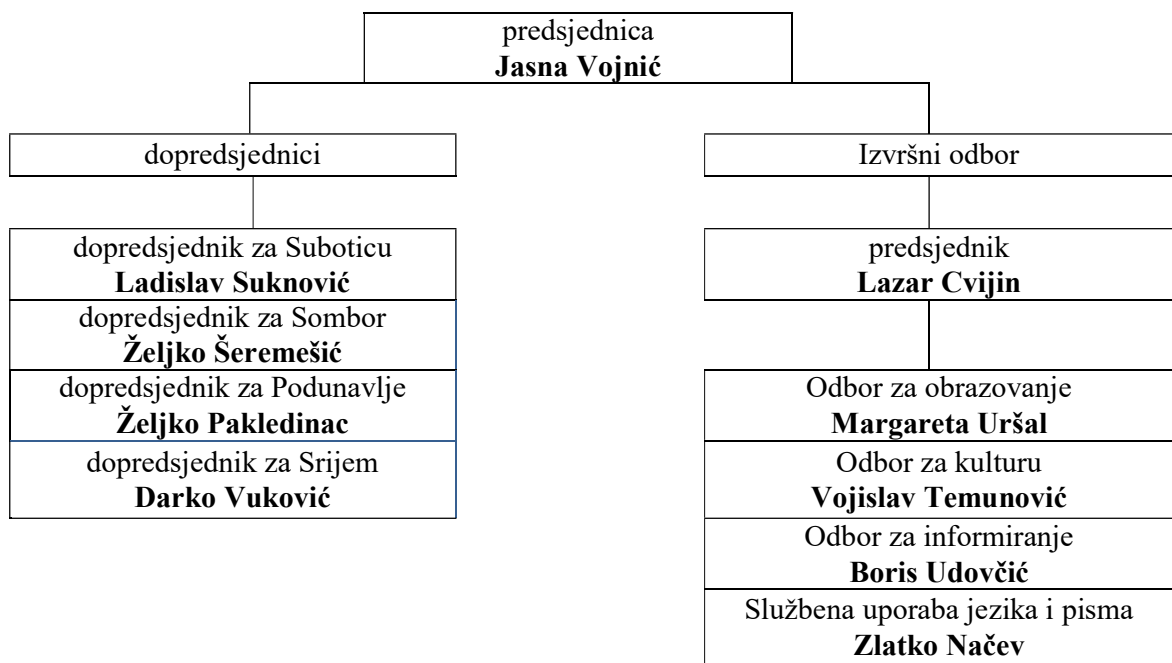 predsjednica
Jasna Vojnić
dopredsjednici
dopredsjednik za Suboticu
Ladislav Suknović
dopredsjednik za Sombor
Željko Šeremešić
dopredsjednik za Podunavlje
Željko Pakledinac
dopredsjednik za Srijem
Darko Vuković
Izvršni odbor
predsjednik
Lazar Cvijin
Odbor za obrazovanje
Margareta Uršal
Odbor za kulturu
Vojislav Temunović
Odbor za informiranje
Boris Udovčić
Službena uporaba jezika i pisma
Zlatko Načev